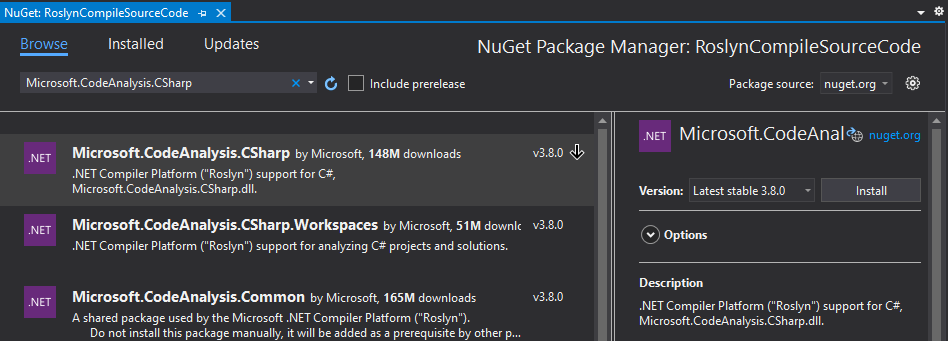 NuGet: RoslynCompileSourceCode
Browse Installed Updates
NuGet Package Manager: RoslynCompileSourceCode
Microsoft.CodeAnalysis.CSharp
Include prerelease
Package source: nuget.org
.NET
Microsoft.CodeAnalysis.CSharp by Microsoft, 148M downloads
v3.8.0
.NET Compiler Platform ("Roslyn") support for C#,
Microsoft.CodeAnalysis.CSharp.dll.
.NET
Microsoft.CodeAnalysis.CSharp.Workspaces by Microsoft, 51M downlc
v3.8.0
.NET Compiler Platform ("Roslyn") support for analyzing C# projects and solutions.
.NET
Microsoft.CodeAnalysis.Common by Microsoft, 165M downloads
v3.8.0
A shared package used by the Microsoft .NET Compiler Platform ("Roslyn").
Do not install this package manually, it will be added as a prerequisite by other p...
.NET
Microsoft.CodeAnal
nuget.org
Version: Latest stable 3.8.0
Install
Options
Description
.NET Compiler Platform ("Roslyn") support for C#,
Microsoft.CodeAnalysis.CSharp.dll.